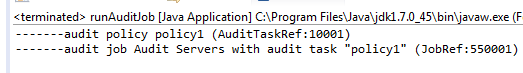 <terminated> runAuditJob [Java Application] C:\Program Files\Java\jdk1.7.0_45\bin\javaw.exe (F
-------audit policy policy1 (AuditTaskRef:10001)
-------audit job Audit Servers with audit task "policy1" (JobRef:550001)